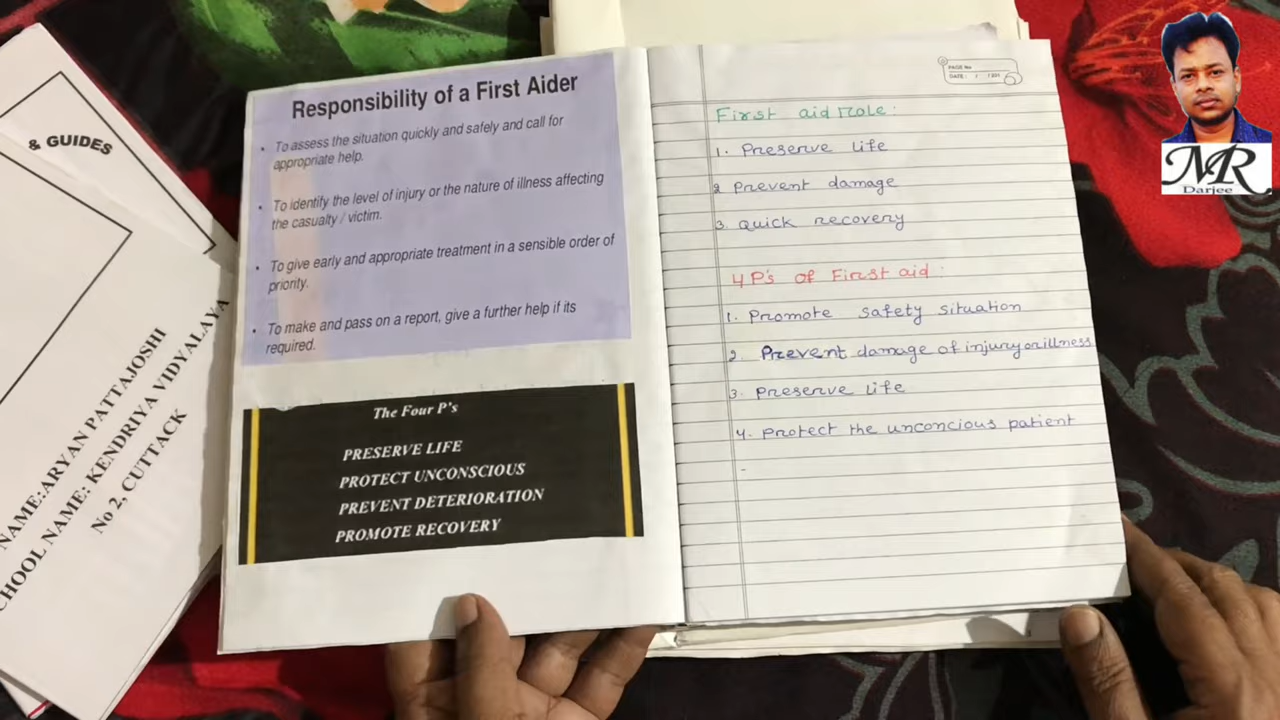 & GUIDES
NAME: ARYAN PATTAJOSHI
CHOOL NAME: KENDRIYA VIDYALAYA
No 2, CUTTACK
Responsibility of a First Aider
• To assess the situation quickly and safely and call for
appropriate help.
• To identify the level of injury or the nature of illness affecting
the casualty / victim.
• To give early and appropriate treatment in a sensible order of
priority.
• To make and pass on a report, give a further help if its
required.
The Four P's
PRESERVE LIFE
PROTECT UNCONSCIOUS
PREVENT DETERIORATION
PROMOTE RECOVERY
PAGE No
DATE: / /
First aid Role:
1. Preserve life
2 Prevent damage
3. Quick recovery
4 P's of First aid:
1. Promote safety situation
2. Prevent damage of injury or illness
3. Preserve life
4. Protect the unconcious patient
MR
Darjee